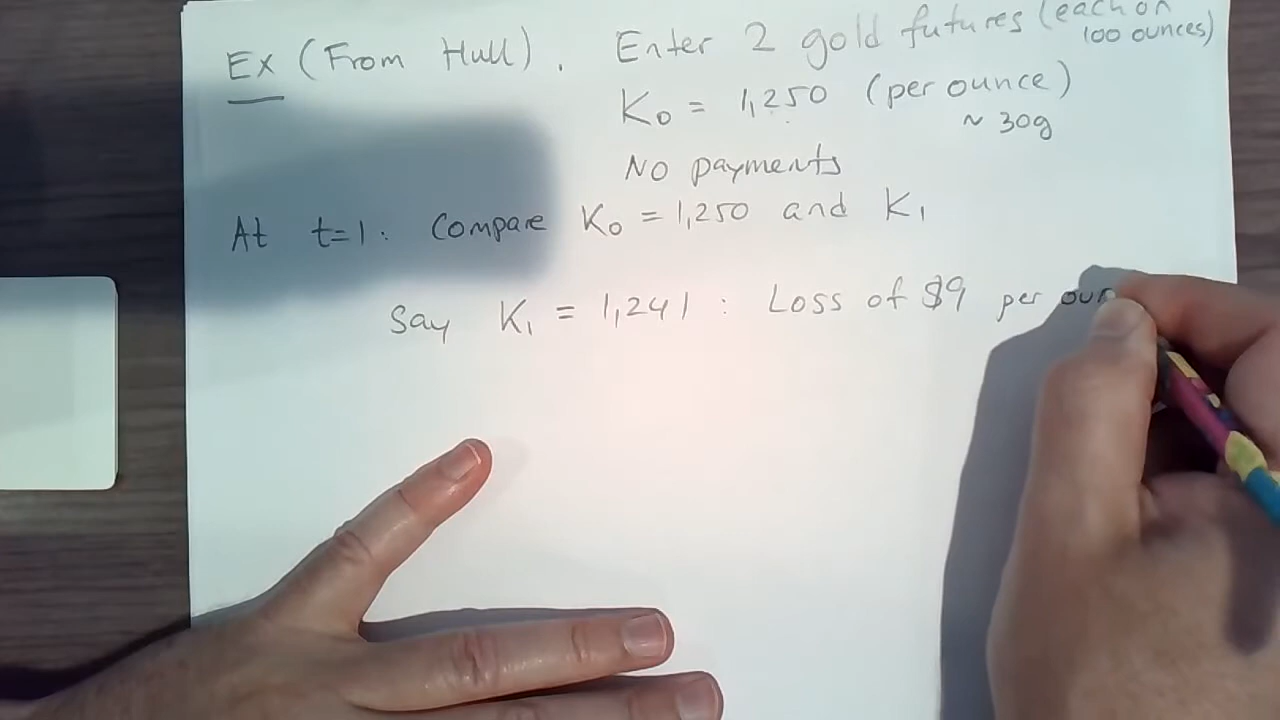 Ex (From Hull). Enter 2 gold futures (each on
100 ounces)
K0 = 1,250 (per ounce)
~ 30g
No payments
At t=1: Compare K0 = 1,250 and K1
Say K1 = 1,241 : Loss of $9 per oun